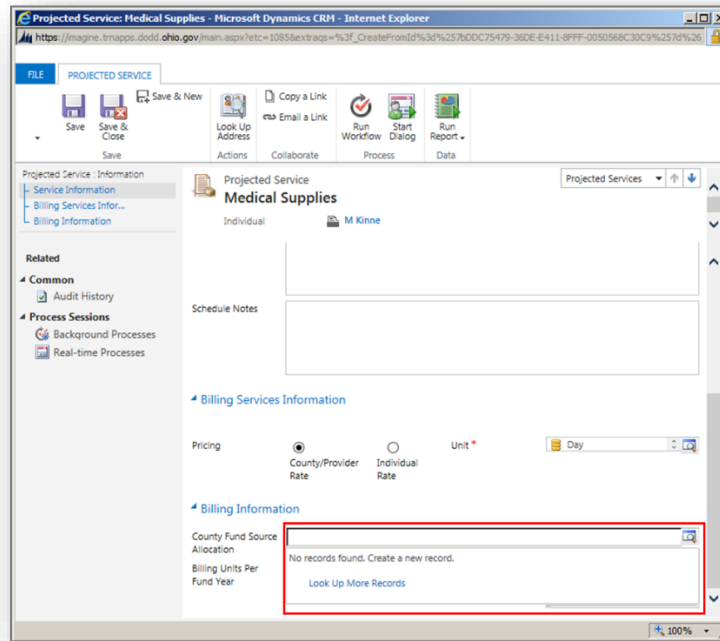 Projected Service: Medical Supplies - Microsoft Dynamics CRM - Internet Explorer
https://imagine.trnapps.dodd.ohio.gov/main.aspx?etc=10858extraqs=%3f_CreateFromId%3d%257bDDC75479-36DE-E411-8FFF-0050568C30C9%257d%26
FILE
PROJECTED SERVICE
Save
Save & Close
Save & New
Save
Look Up Address
Actions
Copy a Link
Email a Link
Collaborate
Run Workflow
Start Dialog
Process
Run Report
Data
Projected Service : Information
Service Information
Billing Services Infor...
Billing Information
Related
Common
Audit History
Process Sessions
Background Processes
Real-time Processes
Projected Service
Medical Supplies
Projected Services
Individual
M Kinne
Schedule Notes
Billing Services Information
Pricing
County/Provider Rate
Individual Rate
Unit *
Day
Billing Information
County Fund Source Allocation
No records found. Create a new record.
Look Up More Records
Billing Units Per Fund Year
100%